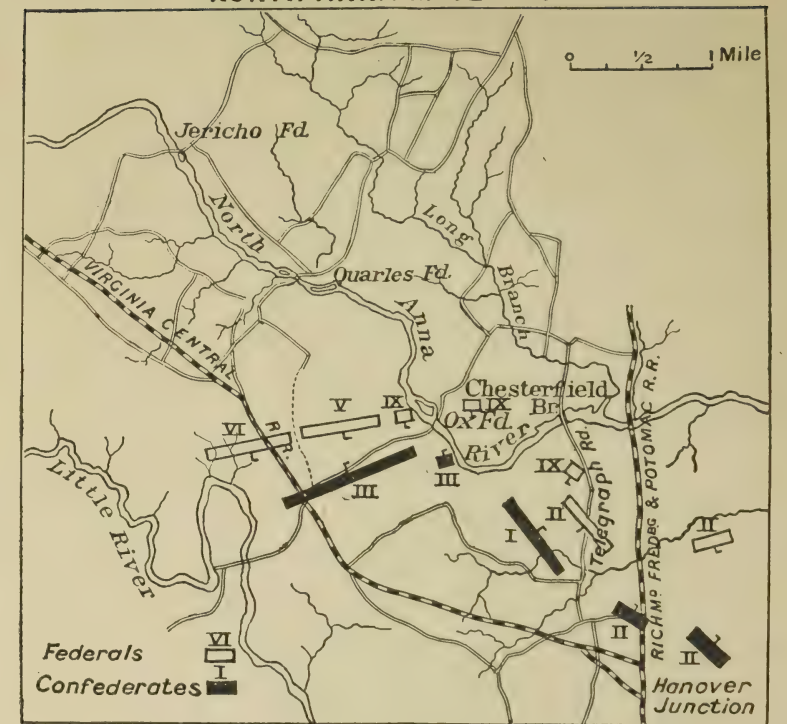 0 1/2 1 Mile
Jericho Fd.
North
Long
Branch
Quarles Fd.
Anna
VIRGINIA CENTRAL
R.R.
Chesterfield
Br.
IX
IX
V
VI
Ox Fd.
River
III
III
IX
II
I
Telegraph Rd.
II
RICHMD. FREDBG & POTOMAC R.R.
Little River
II
II
Hanover
Junction
VI
Federals
I
Confederates